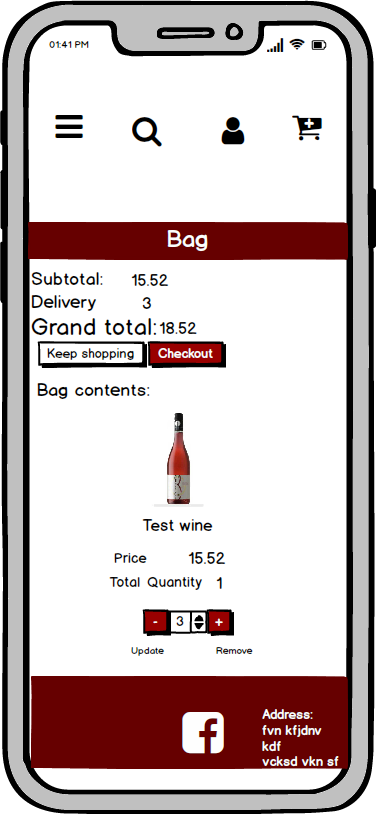 01:41 PM
Bag
Subtotal: 15.52
Delivery 3
Grand total: 18.52
Keep shopping Checkout
Bag contents:
Test wine
Price 15.52
Total Quantity 1
- 3 +
Update Remove
Address:
fvn kfjdnv
kdf
vcksd vkn sf